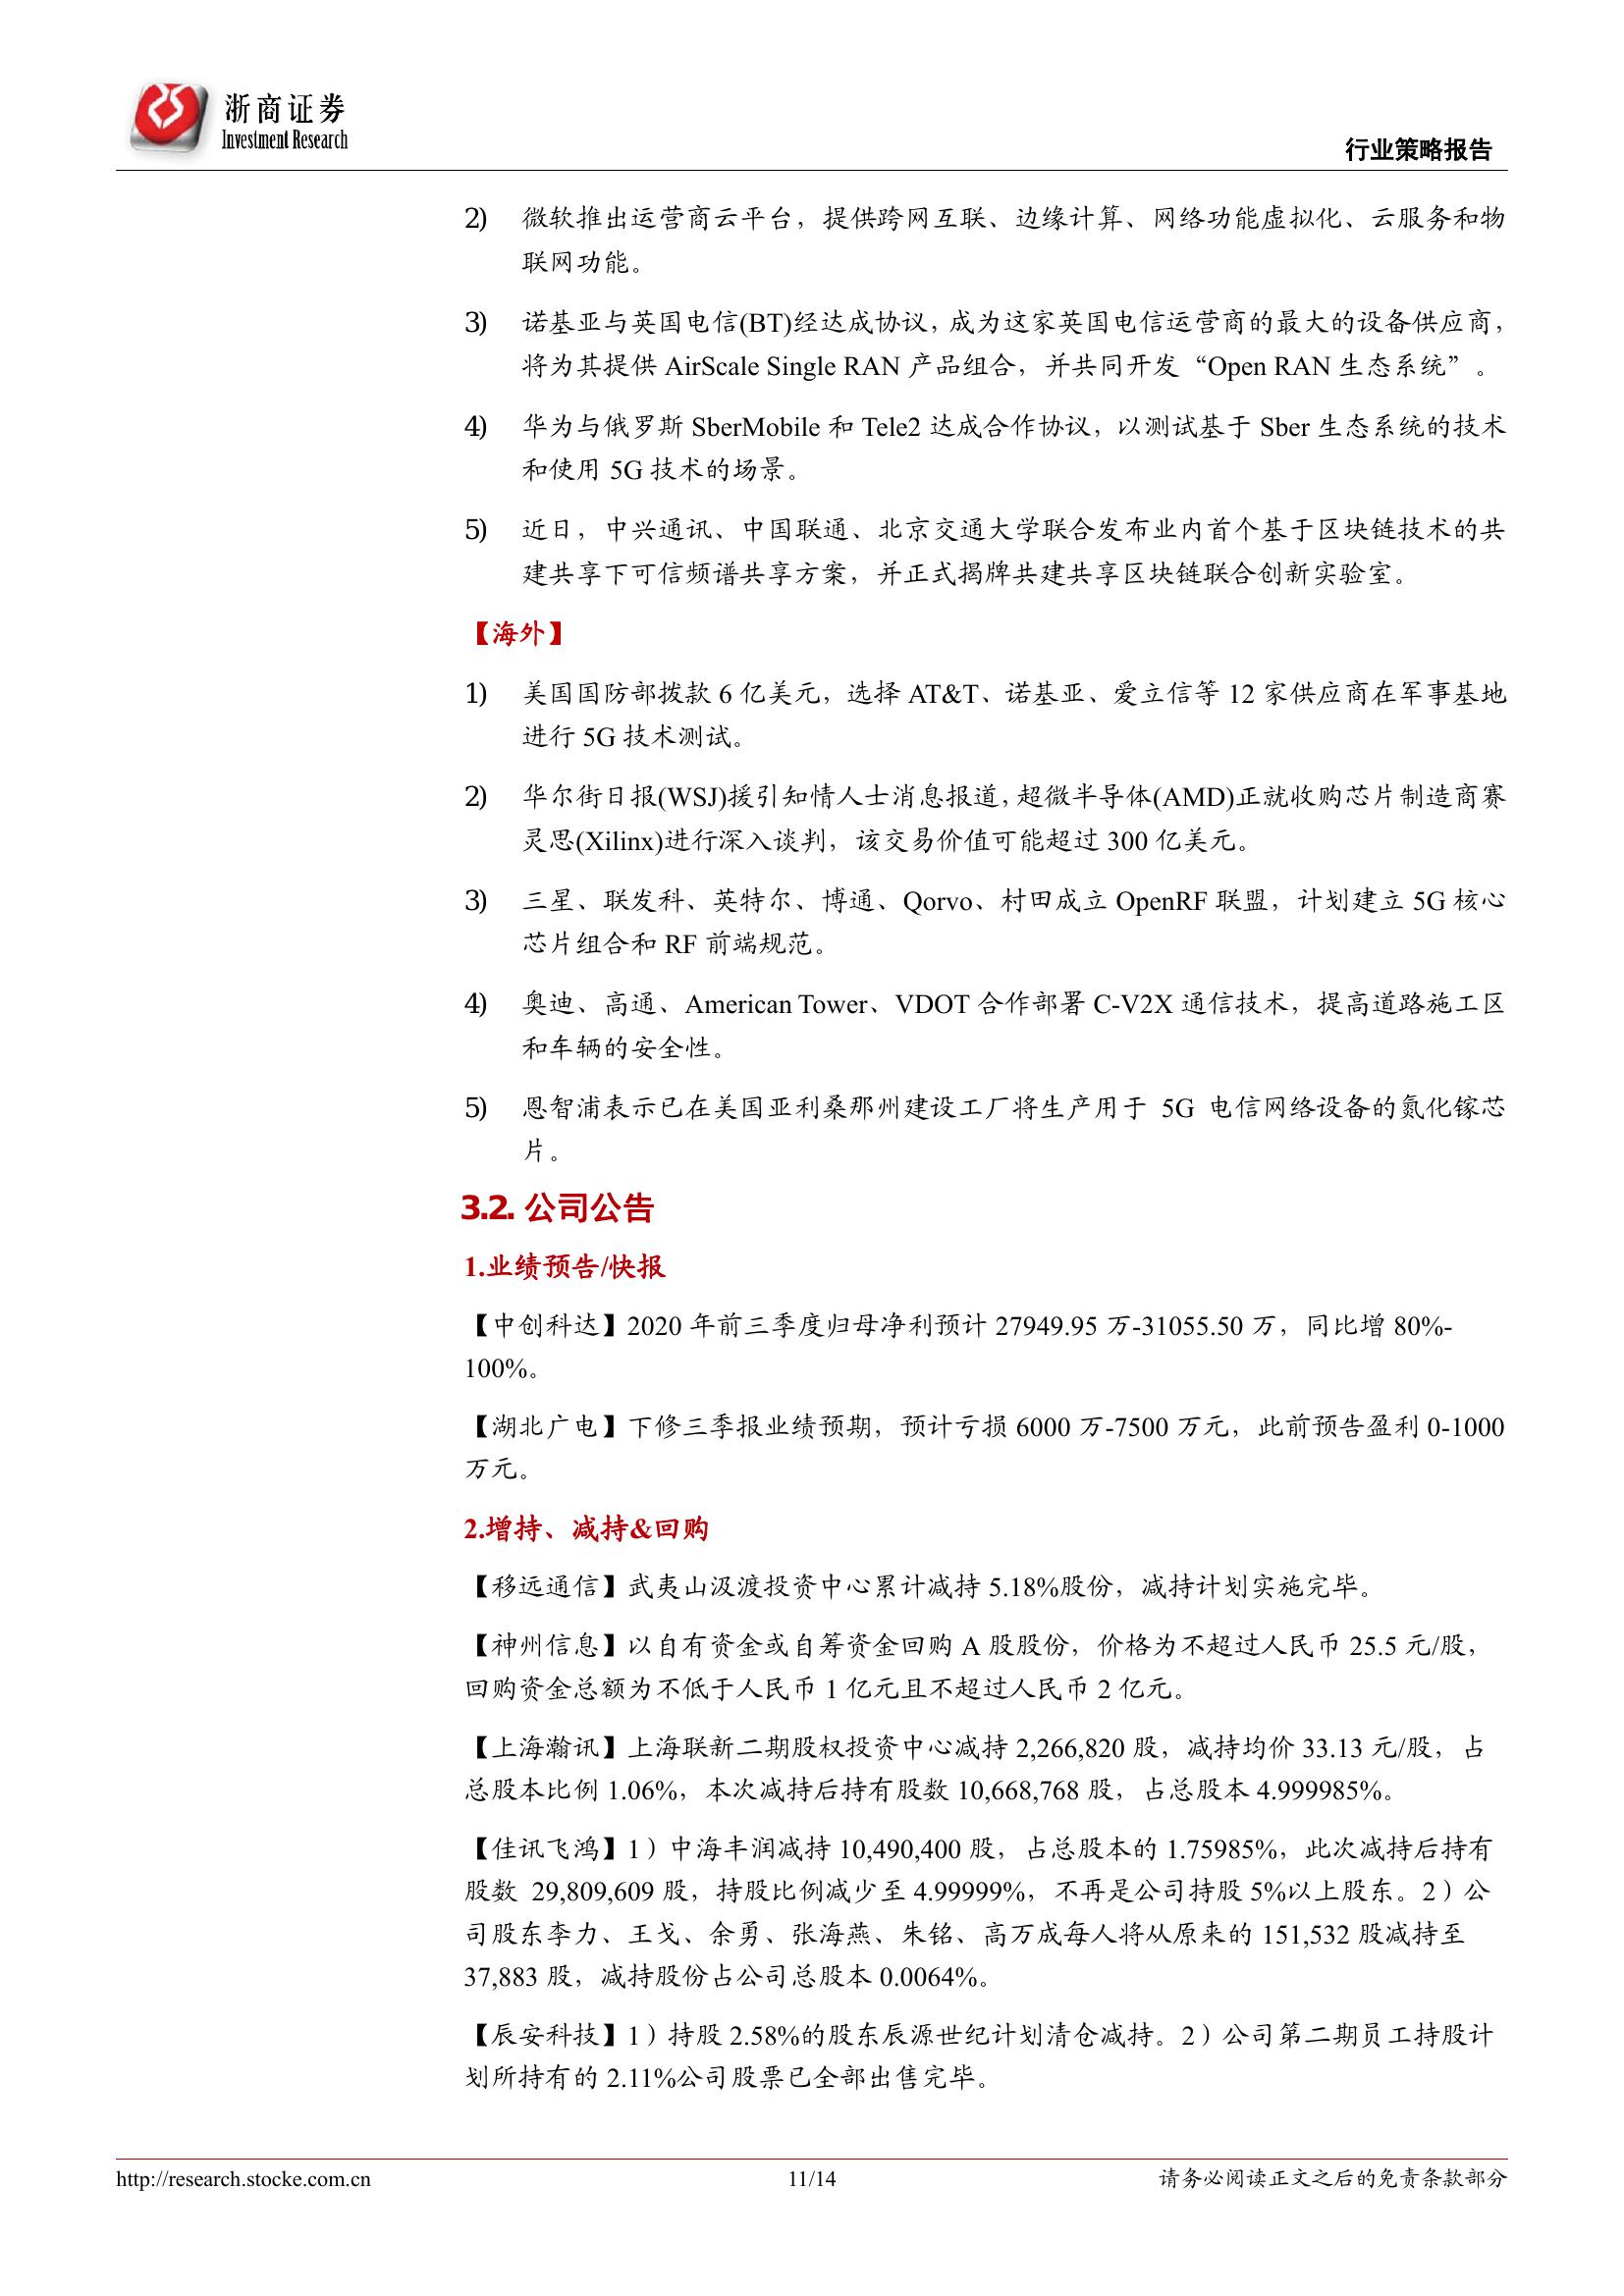 浙商证券
Investment Research
行业策略报告
2) 微软推出运营商云平台，提供跨网互联、边缘计算、网络功能虚拟化、云服务和物
联网功能。
3) 诺基亚与英国电信(BT)经达成协议，成为这家英国电信运营商的最大的设备供应商，
将为其提供 AirScale Single RAN 产品组合，并共同开发“Open RAN 生态系统”。
4) 华为与俄罗斯 SberMobile 和 Tele2 达成合作协议，以测试基于 Sber 生态系统的技术
和使用 5G 技术的场景。
5) 近日，中兴通讯、中国联通、北京交通大学联合发布业内首个基于区块链技术的共
建共享下可信频谱共享方案，并正式揭牌共建共享区块链联合创新实验室。
【海外】
1) 美国国防部拨款 6 亿美元，选择 AT&T、诺基亚、爱立信等 12 家供应商在军事基地
进行 5G 技术测试。
2) 华尔街日报(WSJ)援引知情人士消息报道，超微半导体(AMD)正就收购芯片制造商赛
灵思(Xilinx)进行深入谈判，该交易价值可能超过 300 亿美元。
3) 三星、联发科、英特尔、博通、Qorvo、村田成立 OpenRF 联盟，计划建立 5G 核心
芯片组合和 RF 前端规范。
4) 奥迪、高通、American Tower、VDOT 合作部署 C-V2X 通信技术，提高道路施工区
和车辆的安全性。
5) 恩智浦表示已在美国亚利桑那州建设工厂将生产用于 5G 电信网络设备的氮化镓芯
片。
3.2. 公司公告
1.业绩预告/快报
【中创科达】2020 年前三季度归母净利预计 27949.95 万-31055.50 万，同比增 80%-
100%。
【湖北广电】下修三季报业绩预期，预计亏损 6000 万-7500 万元，此前预告盈利 0-1000
万元。
2.增持、减持&回购
【移远通信】武夷山汲渡投资中心累计减持 5.18%股份，减持计划实施完毕。
【神州信息】以自有资金或自筹资金回购 A 股股份，价格为不超过人民币 25.5 元/股，
回购资金总额为不低于人民币 1 亿元且不超过人民币 2 亿元。
【上海瀚讯】上海联新二期股权投资中心减持 2,266,820 股，减持均价 33.13 元/股，占
总股本比例 1.06%，本次减持后持有股数 10,668,768 股，占总股本 4.999985%。
【佳讯飞鸿】1）中海丰润减持 10,490,400 股，占总股本的 1.75985%，此次减持后持有
股数 29,809,609 股，持股比例减少至 4.99999%，不再是公司持股 5%以上股东。2）公
司股东李力、王戈、余勇、张海燕、朱铭、高万成每人将从原来的 151,532 股减持至
37,883 股，减持股份占公司总股本 0.0064%。
【辰安科技】1）持股 2.58%的股东辰源世纪计划清仓减持。2）公司第二期员工持股计
划所持有的 2.11%公司股票已全部出售完毕。
http://research.stocke.com.cn 11/14 请务必阅读正文之后的免责条款部分